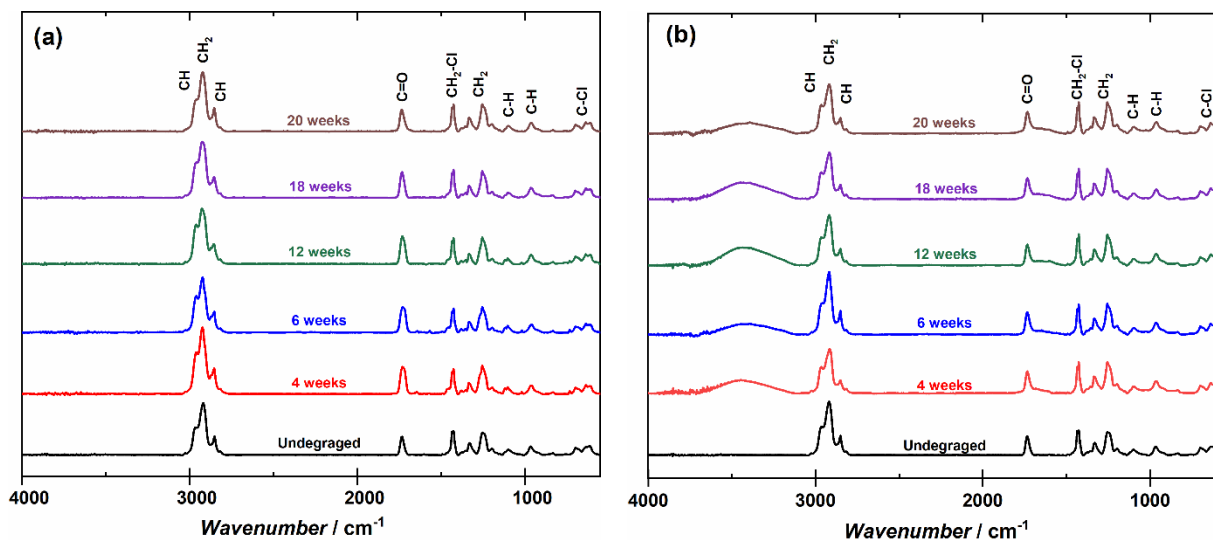 (a)
CH
CH₂
CH
C=O
CH₂-Cl
CH₂
C-H
C-H
C-Cl
20 weeks
18 weeks
12 weeks
6 weeks
4 weeks
Undegraged
4000
3000
2000
1000
Wavenumber / cm⁻¹
(b)
CH
CH₂
CH
C=O
CH₂-Cl
CH₂
C-H
C-H
C-Cl
20 weeks
18 weeks
12 weeks
6 weeks
4 weeks
Undegraged
4000
3000
2000
1000
Wavenumber / cm⁻¹